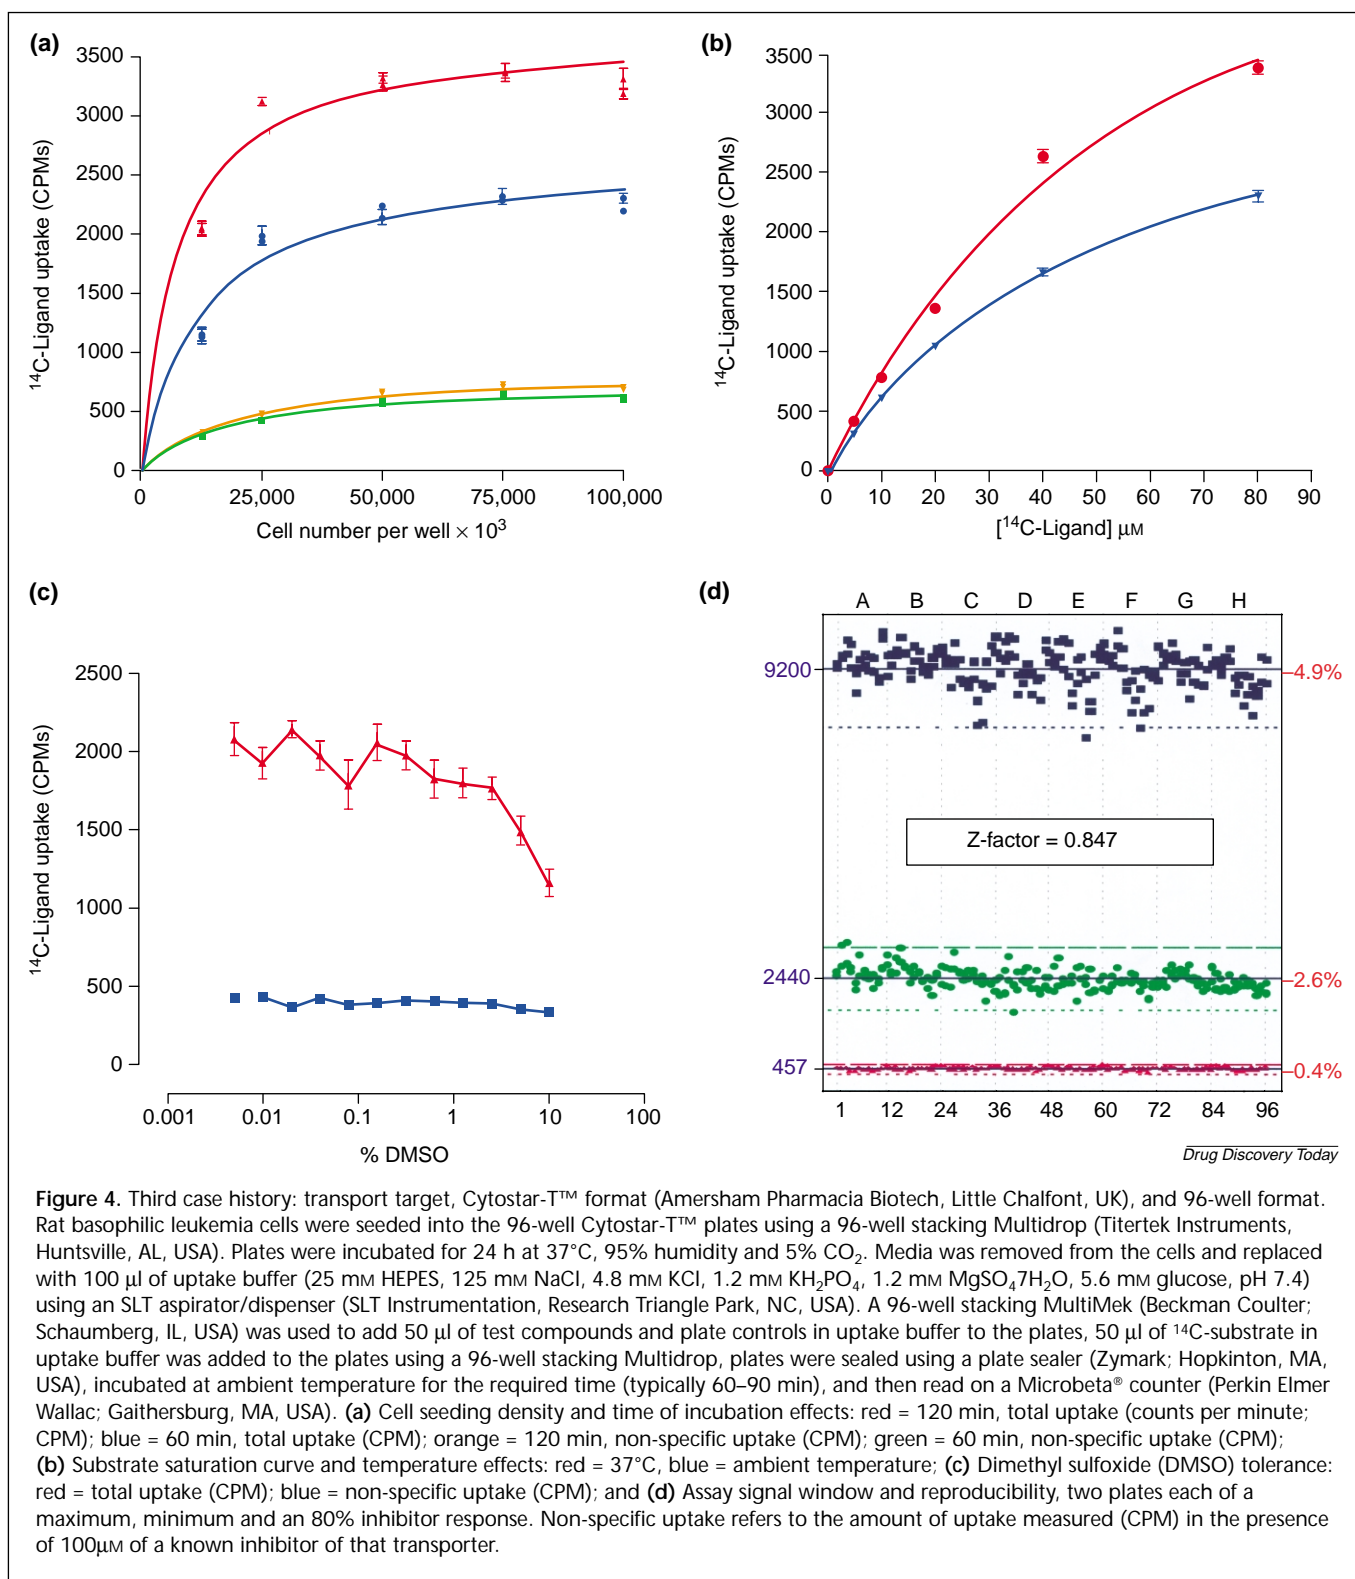 (a)
3500
3000
2500
2000
1500
1000
500
0
¹⁴C-Ligand uptake (CPMs)
0
25,000
50,000
75,000
100,000
Cell number per well × 10³
(b)
3500
3000
2500
2000
1500
1000
500
0
¹⁴C-Ligand uptake (CPMs)
0 10 20 30 40 50 60 70 80 90
[¹⁴C-Ligand] μM
(c)
2500
2000
1500
1000
500
0
¹⁴C-Ligand uptake (CPMs)
0.001 0.01 0.1 1 10 100
% DMSO
(d)
A B C D E F G H
9200
–4.9%
Z-factor = 0.847
2440
–2.6%
457
–0.4%
1 12 24 36 48 60 72 84 96
Drug Discovery Today
Figure 4. Third case history: transport target, Cytostar-T™ format (Amersham Pharmacia Biotech, Little Chalfont, UK), and 96-well format.
Rat basophilic leukemia cells were seeded into the 96-well Cytostar-T™ plates using a 96-well stacking Multidrop (Titertek Instruments,
Huntsville, AL, USA). Plates were incubated for 24 h at 37°C, 95% humidity and 5% CO₂. Media was removed from the cells and replaced
with 100 μl of uptake buffer (25 mM HEPES, 125 mM NaCl, 4.8 mM KCl, 1.2 mM KH₂PO₄, 1.2 mM MgSO₄7H₂O, 5.6 mM glucose, pH 7.4)
using an SLT aspirator/dispenser (SLT Instrumentation, Research Triangle Park, NC, USA). A 96-well stacking MultiMek (Beckman Coulter;
Schaumberg, IL, USA) was used to add 50 μl of test compounds and plate controls in uptake buffer to the plates, 50 μl of ¹⁴C-substrate in
uptake buffer was added to the plates using a 96-well stacking Multidrop, plates were sealed using a plate sealer (Zymark; Hopkinton, MA,
USA), incubated at ambient temperature for the required time (typically 60–90 min), and then read on a Microbeta® counter (Perkin Elmer
Wallac; Gaithersburg, MA, USA). (a) Cell seeding density and time of incubation effects: red = 120 min, total uptake (counts per minute;
CPM); blue = 60 min, total uptake (CPM); orange = 120 min, non-specific uptake (CPM); green = 60 min, non-specific uptake (CPM);
(b) Substrate saturation curve and temperature effects: red = 37°C, blue = ambient temperature; (c) Dimethyl sulfoxide (DMSO) tolerance:
red = total uptake (CPM); blue = non-specific uptake (CPM); and (d) Assay signal window and reproducibility, two plates each of a
maximum, minimum and an 80% inhibitor response. Non-specific uptake refers to the amount of uptake measured (CPM) in the presence
of 100μM of a known inhibitor of that transporter.